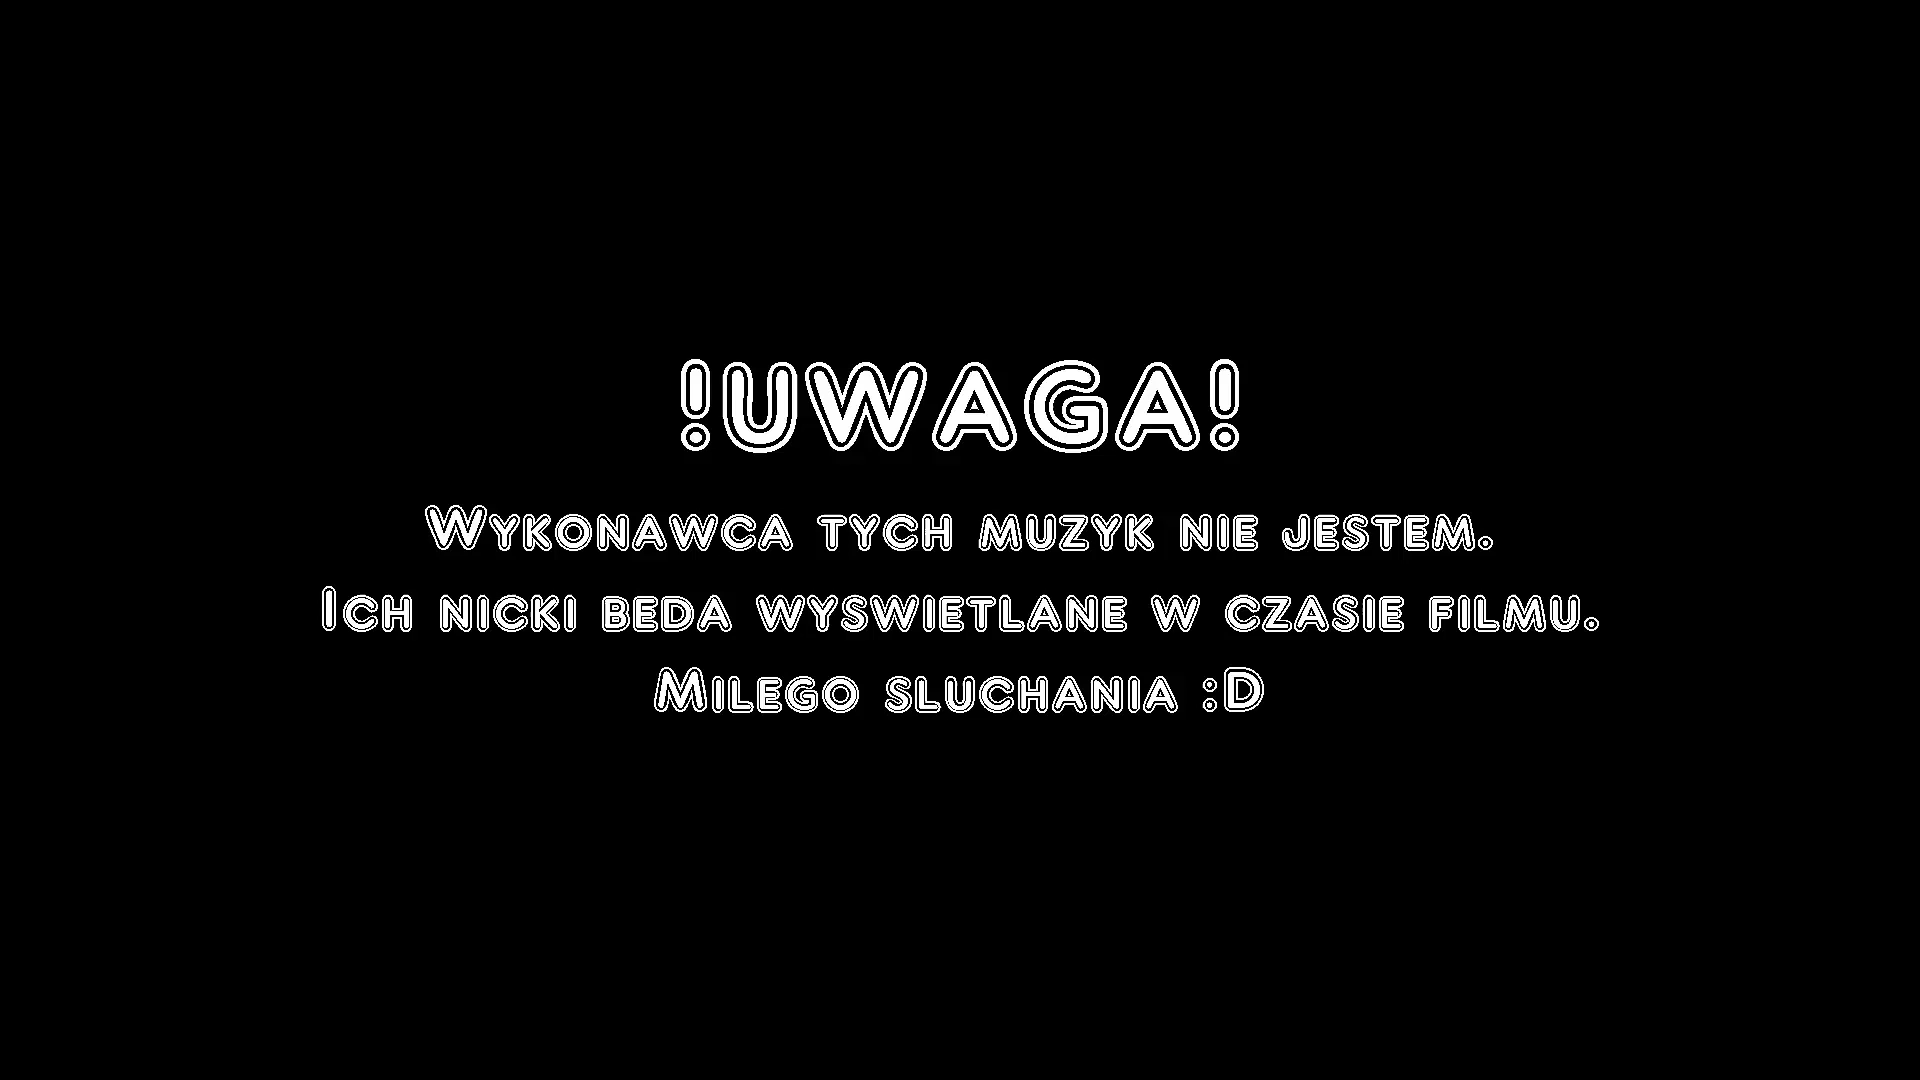 !UWAGA!
Wykonawca tych muzyk nie jestem.
Ich nicki beda wyswietlane w czasie filmu.
Milego sluchania :D